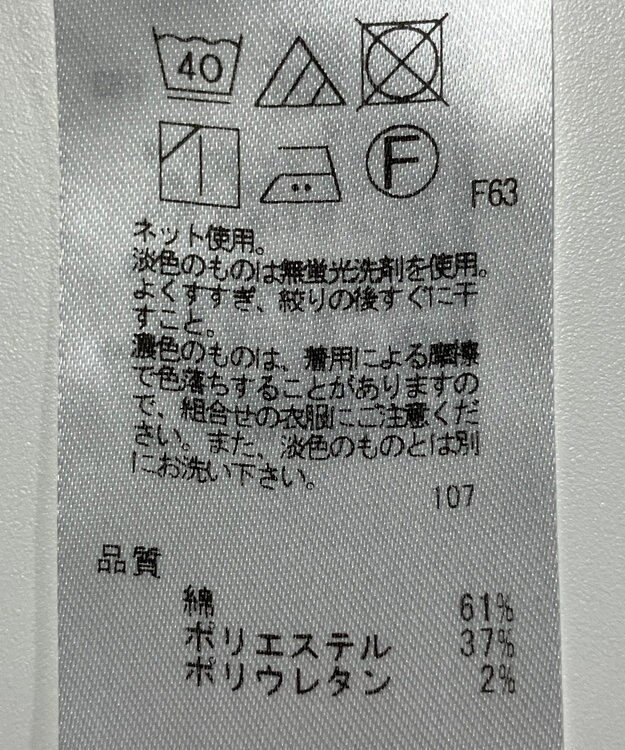 40
F
F63
ネット使用。
淡色のものは無蛍光洗剤を使用。
よくすすぎ、絞りの後すぐに干
すこと。
濃色のものは、着用による摩擦
で色落ちすることがありますの
で、組合せの衣服にご注意くだ
さい。また、淡色のものとは別
にお洗い下さい。
107
品質
綿 61%
ポリエステル 37%
ポリウレタン 2%